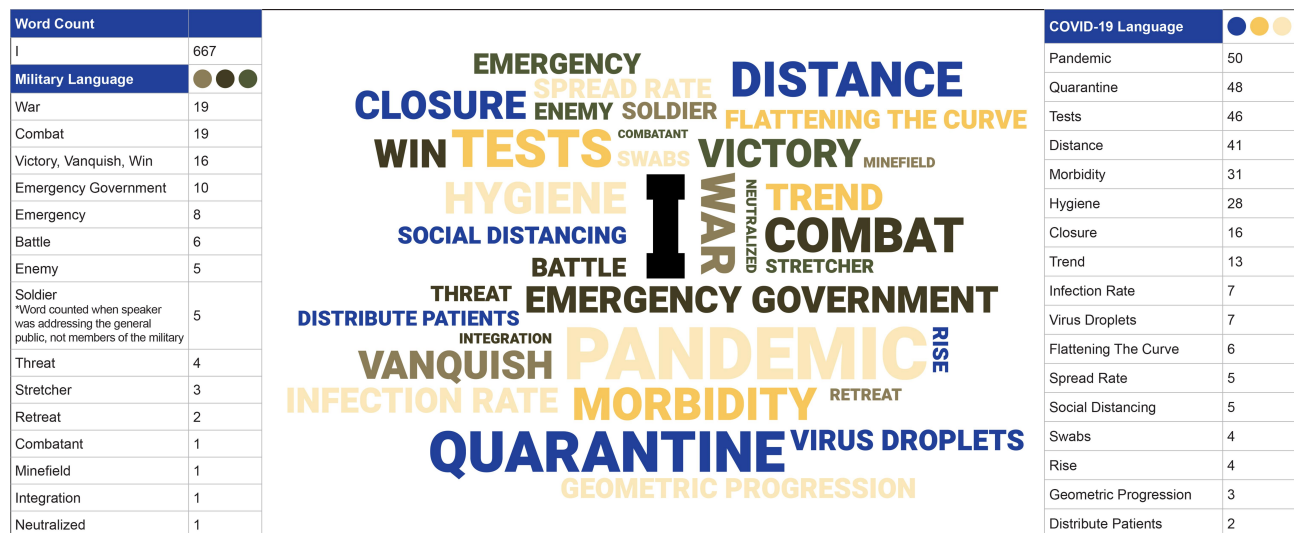 Word Count
I 667
Military Language
War 19
Combat 19
Victory, Vanquish, Win 16
Emergency Government 10
Emergency 8
Battle 6
Enemy 5
Soldier
*Word counted when speaker
was addressing the general
public, not members of the military
5
Threat 4
Stretcher 3
Retreat 2
Combatant 1
Minefield 1
Integration 1
Neutralized 1
EMERGENCY
SPREAD RATE
DISTANCE
CLOSURE
ENEMY
SOLDIER
FLATTENING THE CURVE
WIN
TESTS
COMBATANT
SWABS
VICTORY
MINEFIELD
HYGIENE
I
WAR
NEUTRALIZED
TREND
SOCIAL DISTANCING
COMBAT
BATTLE
STRETCHER
THREAT
EMERGENCY GOVERNMENT
DISTRIBUTE PATIENTS
INTEGRATION
VANQUISH
PANDEMIC
RISE
INFECTION RATE
MORBIDITY
RETREAT
QUARANTINE
VIRUS DROPLETS
GEOMETRIC PROGRESSION
COVID-19 Language
Pandemic 50
Quarantine 48
Tests 46
Distance 41
Morbidity 31
Hygiene 28
Closure 16
Trend 13
Infection Rate 7
Virus Droplets 7
Flattening The Curve 6
Spread Rate 5
Social Distancing 5
Swabs 4
Rise 4
Geometric Progression 3
Distribute Patients 2